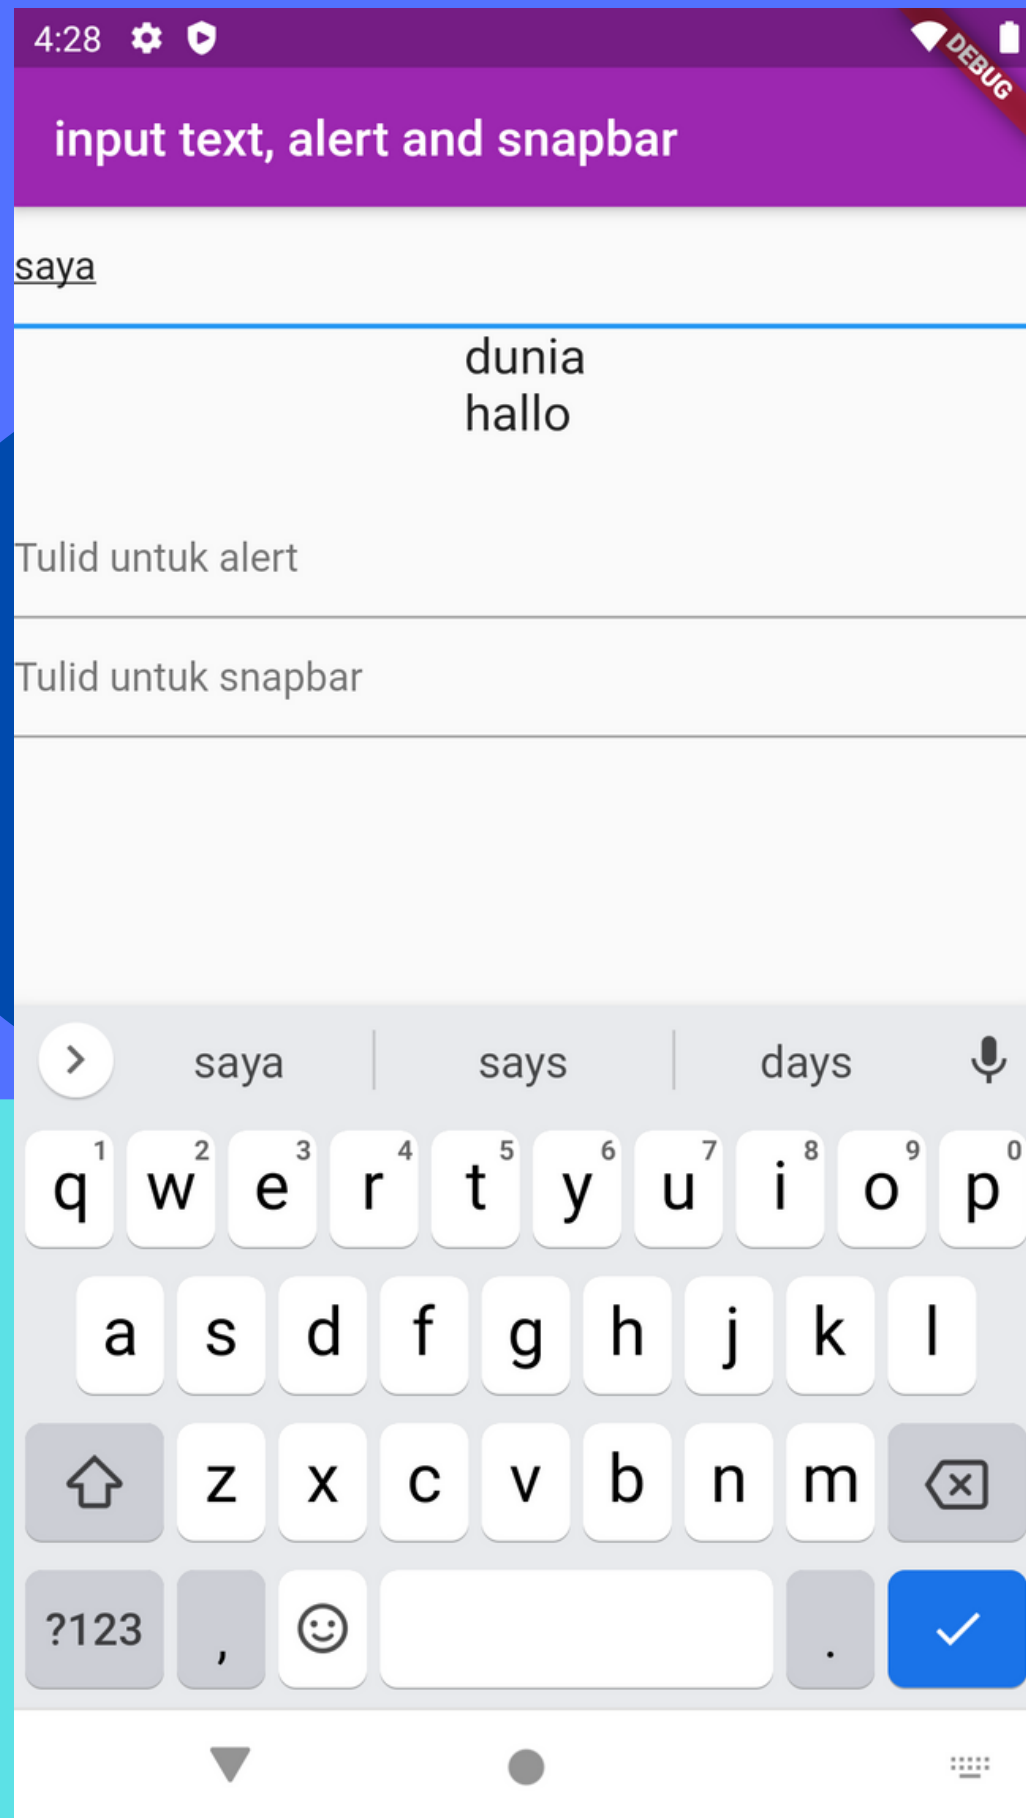 4:28
DEBUG
input text, alert and snapbar
saya
dunia
hallo
Tulid untuk alert
Tulid untuk snapbar
saya says days
1 2 3 4 5 6 7 8 9 0
q w e r t y u i o p
a s d f g h j k l
z x c v b n m
?123 , .